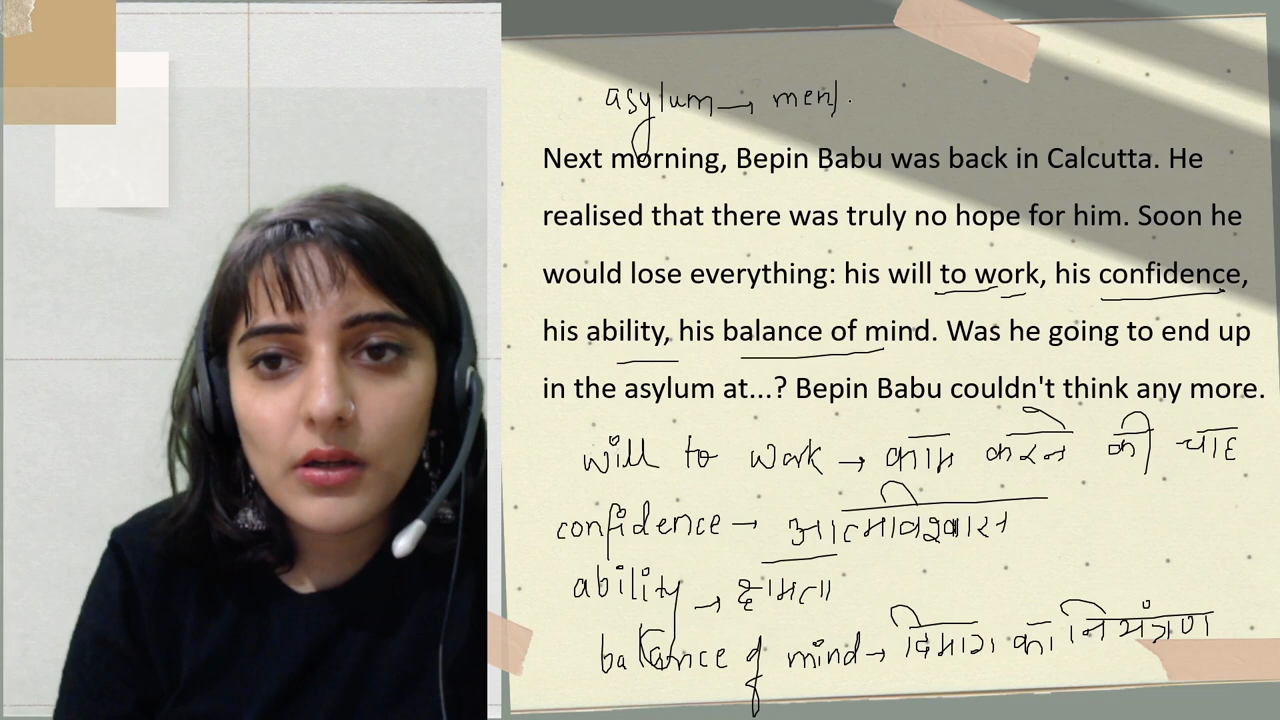 asylum → ment.
Next morning, Bepin Babu was back in Calcutta. He
realised that there was truly no hope for him. Soon he
would lose everything: his will to work, his confidence,
his ability, his balance of mind. Was he going to end up
in the asylum at...? Bepin Babu couldn't think any more.
will to work → काम करने की चाह
confidence → आत्मविश्वास
ability → क्षमता
balance of mind → दिमाग का नियंत्रण